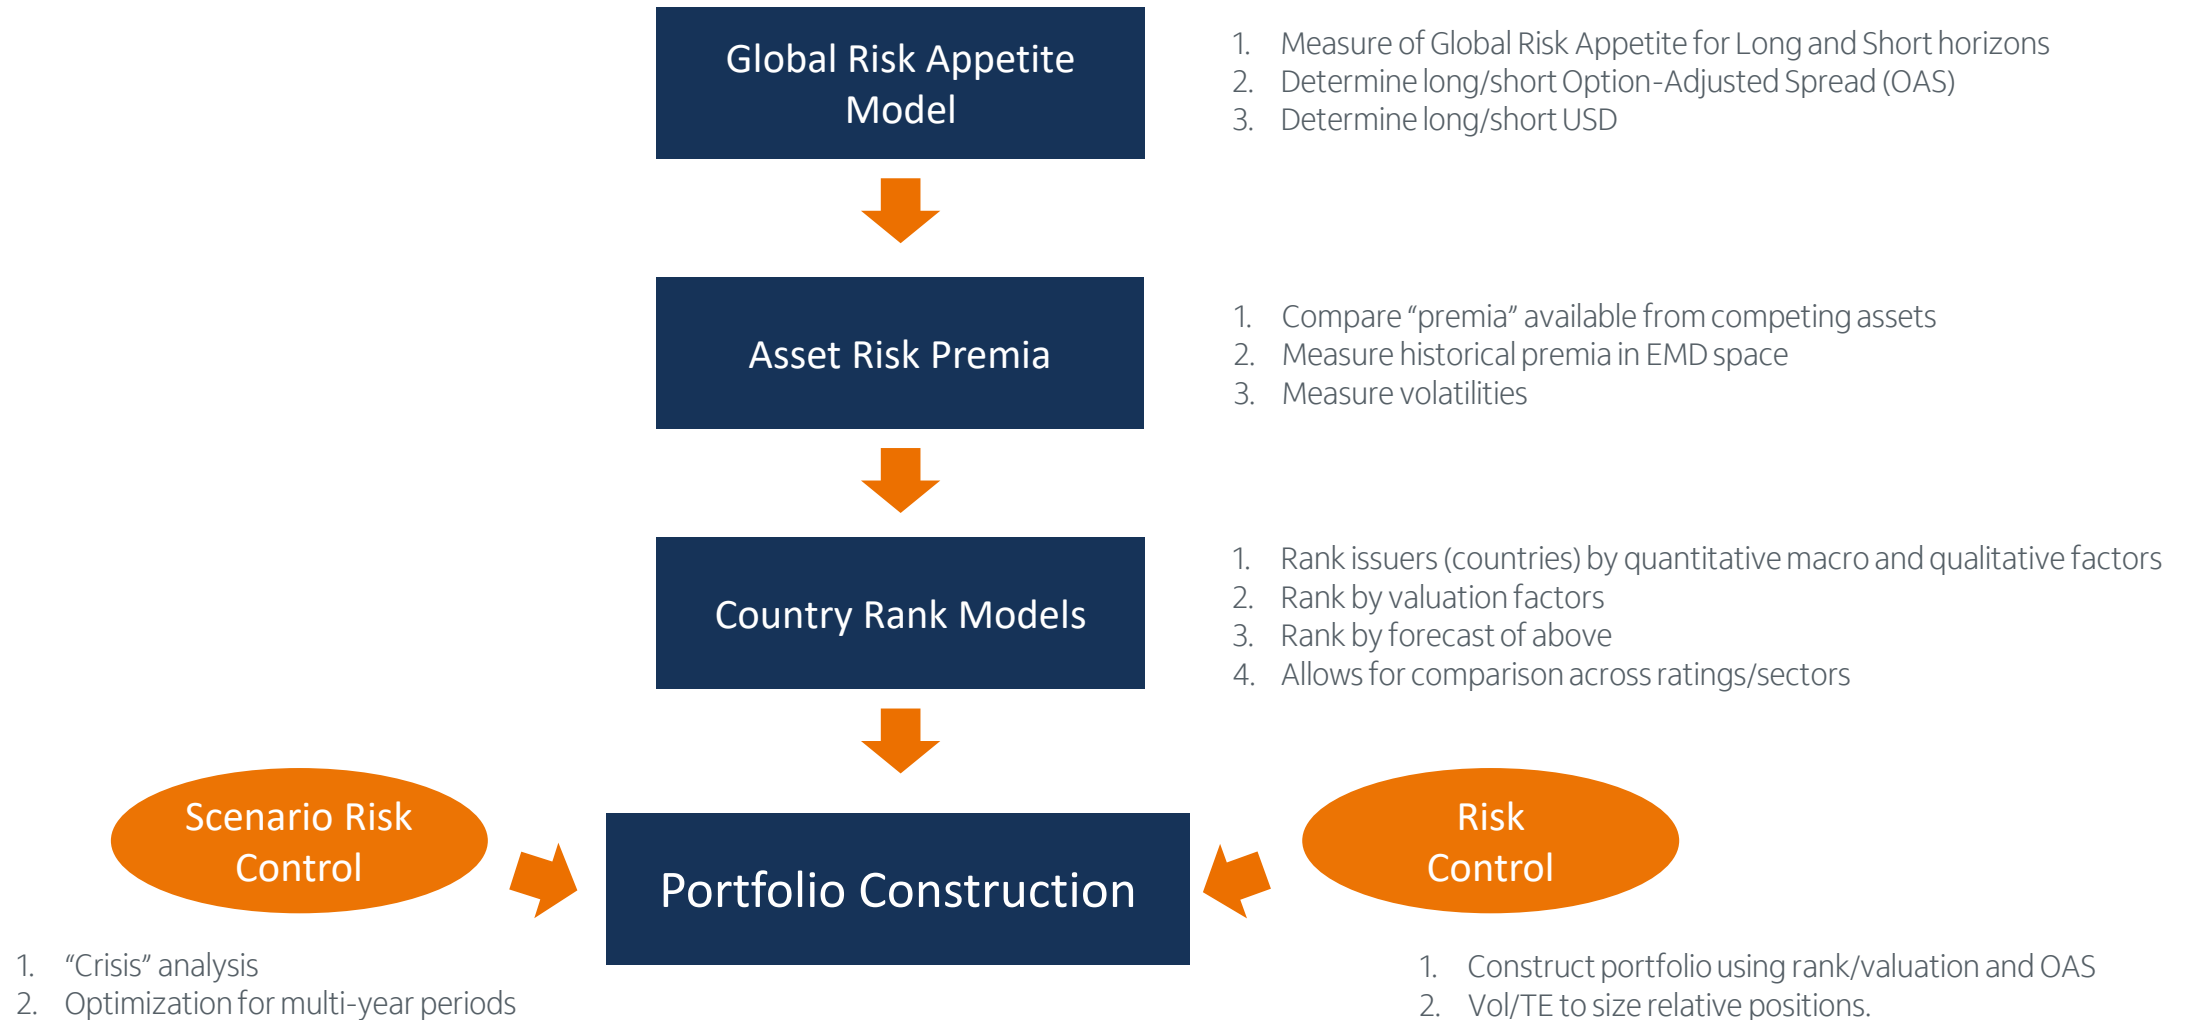 Global Risk Appetite
Model
1. Measure of Global Risk Appetite for Long and Short horizons
2. Determine long/short Option-Adjusted Spread (OAS)
3. Determine long/short USD
Asset Risk Premia
1. Compare “premia” available from competing assets
2. Measure historical premia in EMD space
3. Measure volatilities
Country Rank Models
1. Rank issuers (countries) by quantitative macro and qualitative factors
2. Rank by valuation factors
3. Rank by forecast of above
4. Allows for comparison across ratings/sectors
Scenario Risk
Control
Portfolio Construction
Risk
Control
1. “Crisis” analysis
2. Optimization for multi-year periods
1. Construct portfolio using rank/valuation and OAS
2. Vol/TE to size relative positions.